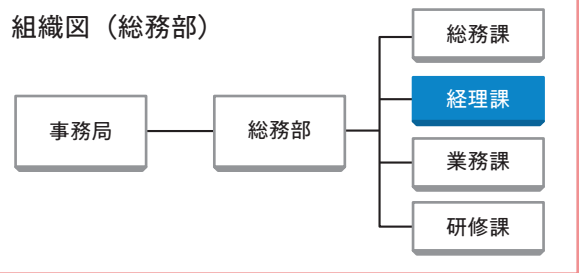 組織図（総務部）
事務局
総務部
総務課
経理課
業務課
研修課